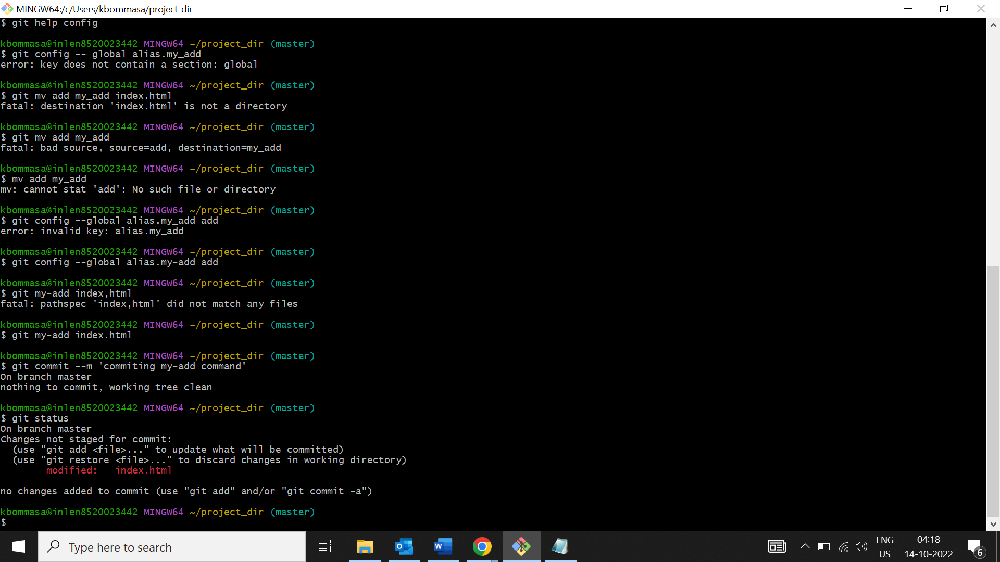 MINGW64:/c/Users/kbommasa/project_dir
$ git help config
kbommasa@inlen8520023442 MINGW64 ~/project_dir (master)
$ git config -- global alias.my_add
error: key does not contain a section: global
kbommasa@inlen8520023442 MINGW64 ~/project_dir (master)
$ git mv add my_add index.html
fatal: destination 'index.html' is not a directory
kbommasa@inlen8520023442 MINGW64 ~/project_dir (master)
$ git mv add my_add
fatal: bad source, source=add, destination=my_add
kbommasa@inlen8520023442 MINGW64 ~/project_dir (master)
$ mv add my_add
mv: cannot stat 'add': No such file or directory
kbommasa@inlen8520023442 MINGW64 ~/project_dir (master)
$ git config --global alias.my_add add
error: invalid key: alias.my_add
kbommasa@inlen8520023442 MINGW64 ~/project_dir (master)
$ git config --global alias.my-add add
kbommasa@inlen8520023442 MINGW64 ~/project_dir (master)
$ git my-add index,html
fatal: pathspec 'index,html' did not match any files
kbommasa@inlen8520023442 MINGW64 ~/project_dir (master)
$ git my-add index.html
kbommasa@inlen8520023442 MINGW64 ~/project_dir (master)
$ git commit --m 'commiting my-add command'
On branch master
nothing to commit, working tree clean
kbommasa@inlen8520023442 MINGW64 ~/project_dir (master)
$ git status
On branch master
Changes not staged for commit:
  (use "git add <file>..." to update what will be committed)
  (use "git restore <file>..." to discard changes in working directory)
        modified:   index.html
no changes added to commit (use "git add" and/or "git commit -a")
kbommasa@inlen8520023442 MINGW64 ~/project_dir (master)
$
Type here to search
ENG
US
04:18
14-10-2022
6